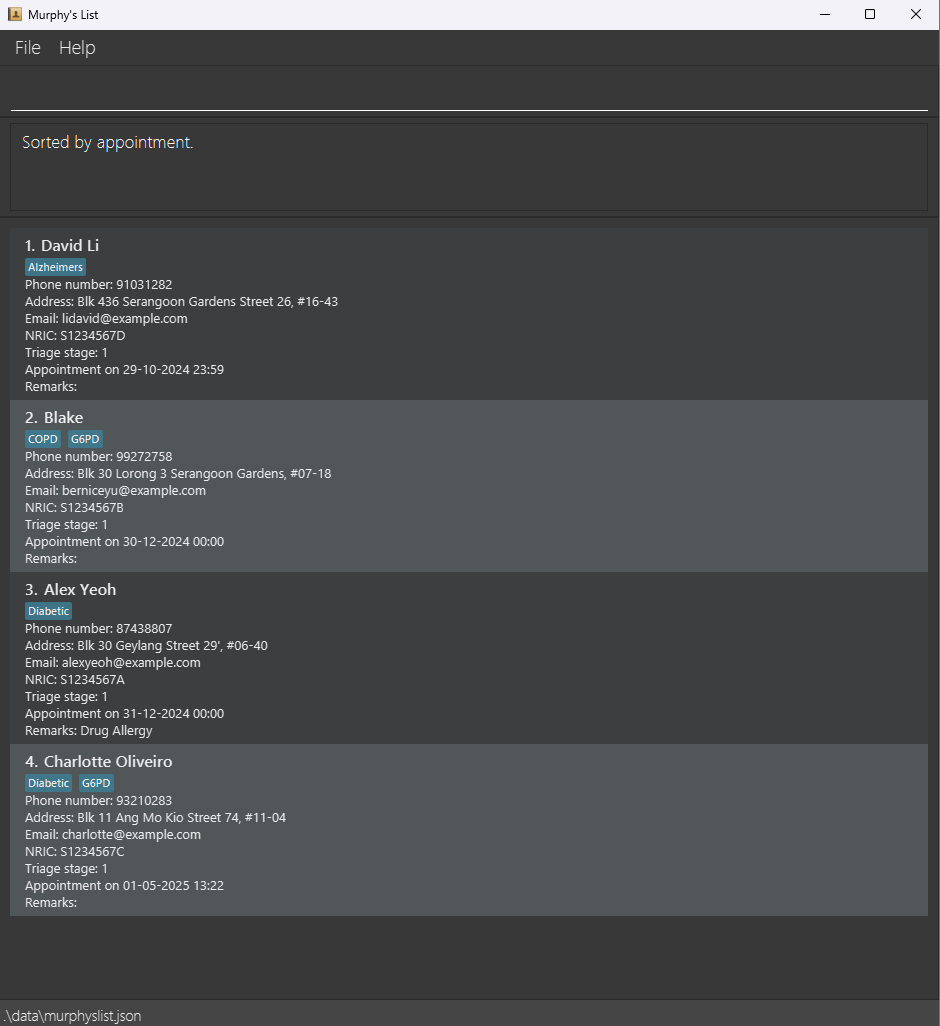 Murphy's List
File Help
Sorted by appointment.
1. David Li
Alzheimers
Phone number: 91031282
Address: Blk 436 Serangoon Gardens Street 26, #16-43
Email: lidavid@example.com
NRIC: S1234567D
Triage stage: 1
Appointment on 29-10-2024 23:59
Remarks:
2. Blake
COPD G6PD
Phone number: 99272758
Address: Blk 30 Lorong 3 Serangoon Gardens, #07-18
Email: berniceyu@example.com
NRIC: S1234567B
Triage stage: 1
Appointment on 30-12-2024 00:00
Remarks:
3. Alex Yeoh
Diabetic
Phone number: 87438807
Address: Blk 30 Geylang Street 29', #06-40
Email: alexyeoh@example.com
NRIC: S1234567A
Triage stage: 1
Appointment on 31-12-2024 00:00
Remarks: Drug Allergy
4. Charlotte Oliveiro
Diabetic G6PD
Phone number: 93210283
Address: Blk 11 Ang Mo Kio Street 74, #11-04
Email: charlotte@example.com
NRIC: S1234567C
Triage stage: 1
Appointment on 01-05-2025 13:22
Remarks:
.\data\murphyslist.json